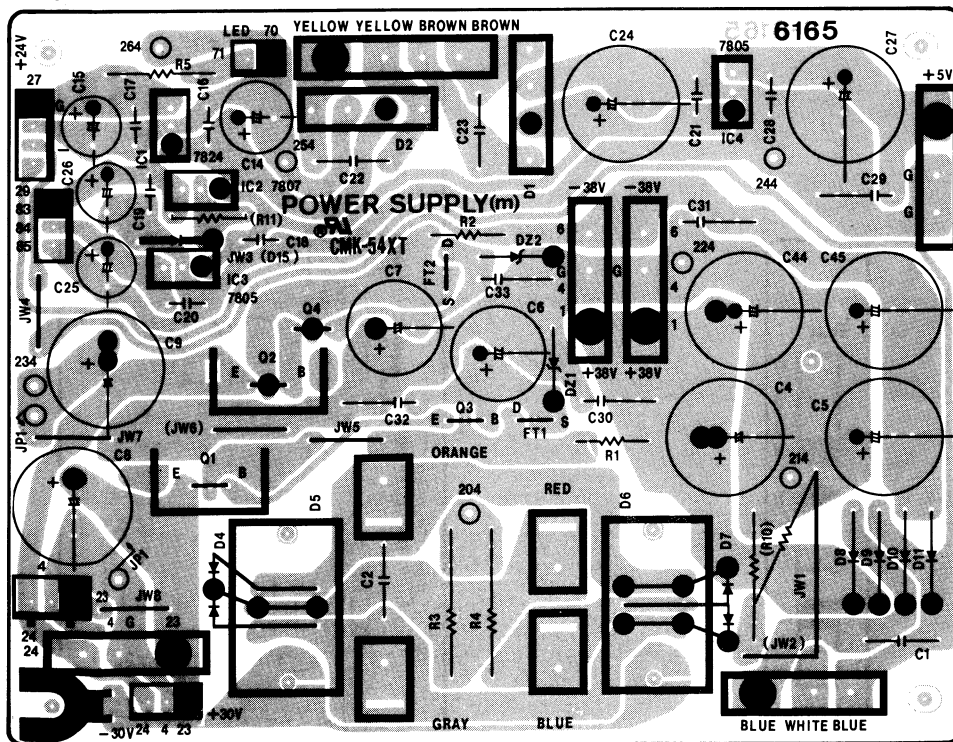 +24V
264
LED 70
71
YELLOW YELLOW BROWN BROWN
6165
C24
7805
C27
+5V
27
C15
C17
R5
C16
G
IC1
7824
C14
254
D2
C23
C21
IC4
C28
C26
IC2
7807
C22
D1
244
C29
G
G
29
83
84
85
C19
(R11)
POWER SUPPLY(m)
CMK-54XT
R2
-38V
-38V
C31
JW3 (D15)
C18
C7
FT2
D
S
DZ2
C33
6
G
4
1
6
G
4
1
224
C44
C45
C25
IC3
7805
C20
JW4
C9
Q4
C6
+38V
+38V
DZ1
234
Q2
E
B
C4
C5
JP1
JW7
(JW6)
C32
Q3
E
B
D
S
FT1
C30
JW5
R1
C8
Q1
E
B
ORANGE
214
D5
204
RED
D6
4
JP1
D4
C2
R3
R4
D7
(R10)
JW1
D8
D9
D10
D11
23
JW8
24
24
4
G
23
(JW2)
C1
+30V
-30V
24
4
23
GRAY
BLUE
BLUE WHITE BLUE